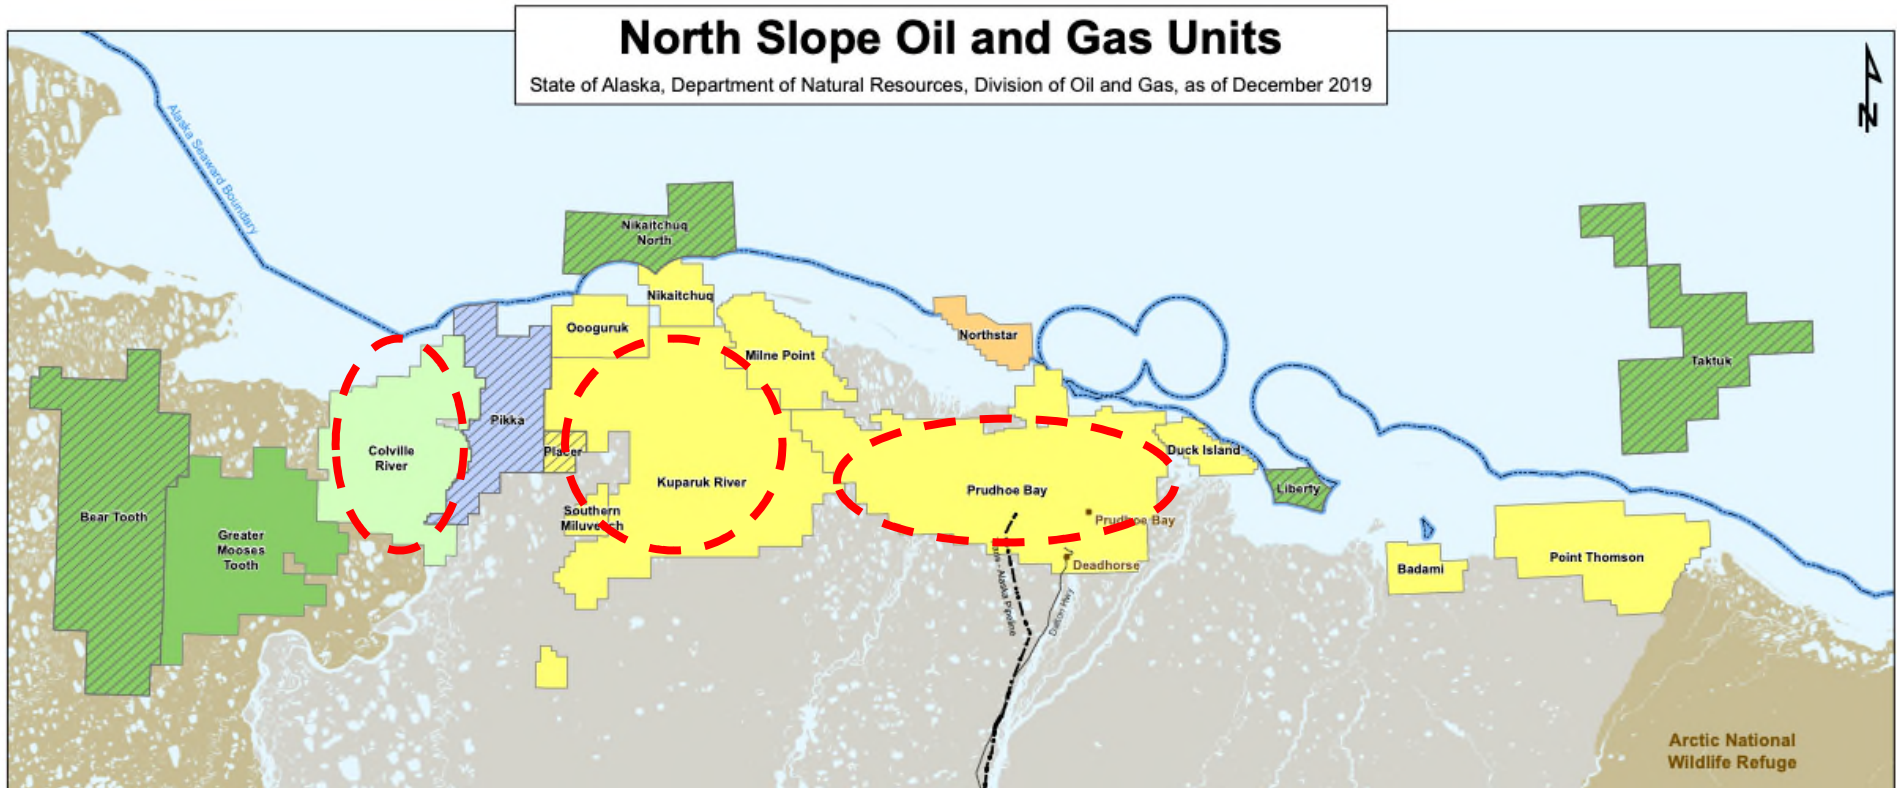 North Slope Oil and Gas Units
State of Alaska, Department of Natural Resources, Division of Oil and Gas, as of December 2019
N
Alaska Seaward Boundary
Nikaitchuq
North
Nikaitchuq
Oooguruk
Northstar
Milne Point
Taktuk
Pikka
Colville
River
Placer
Duck Island
Kuparuk River
Prudhoe Bay
Liberty
Bear Tooth
Southern
Miluveach
Prudhoe Bay
Greater
Mooses
Tooth
Deadhorse
Badami
Point Thomson
Alaska Pipeline
Dalton Hwy
Arctic National
Wildlife Refuge